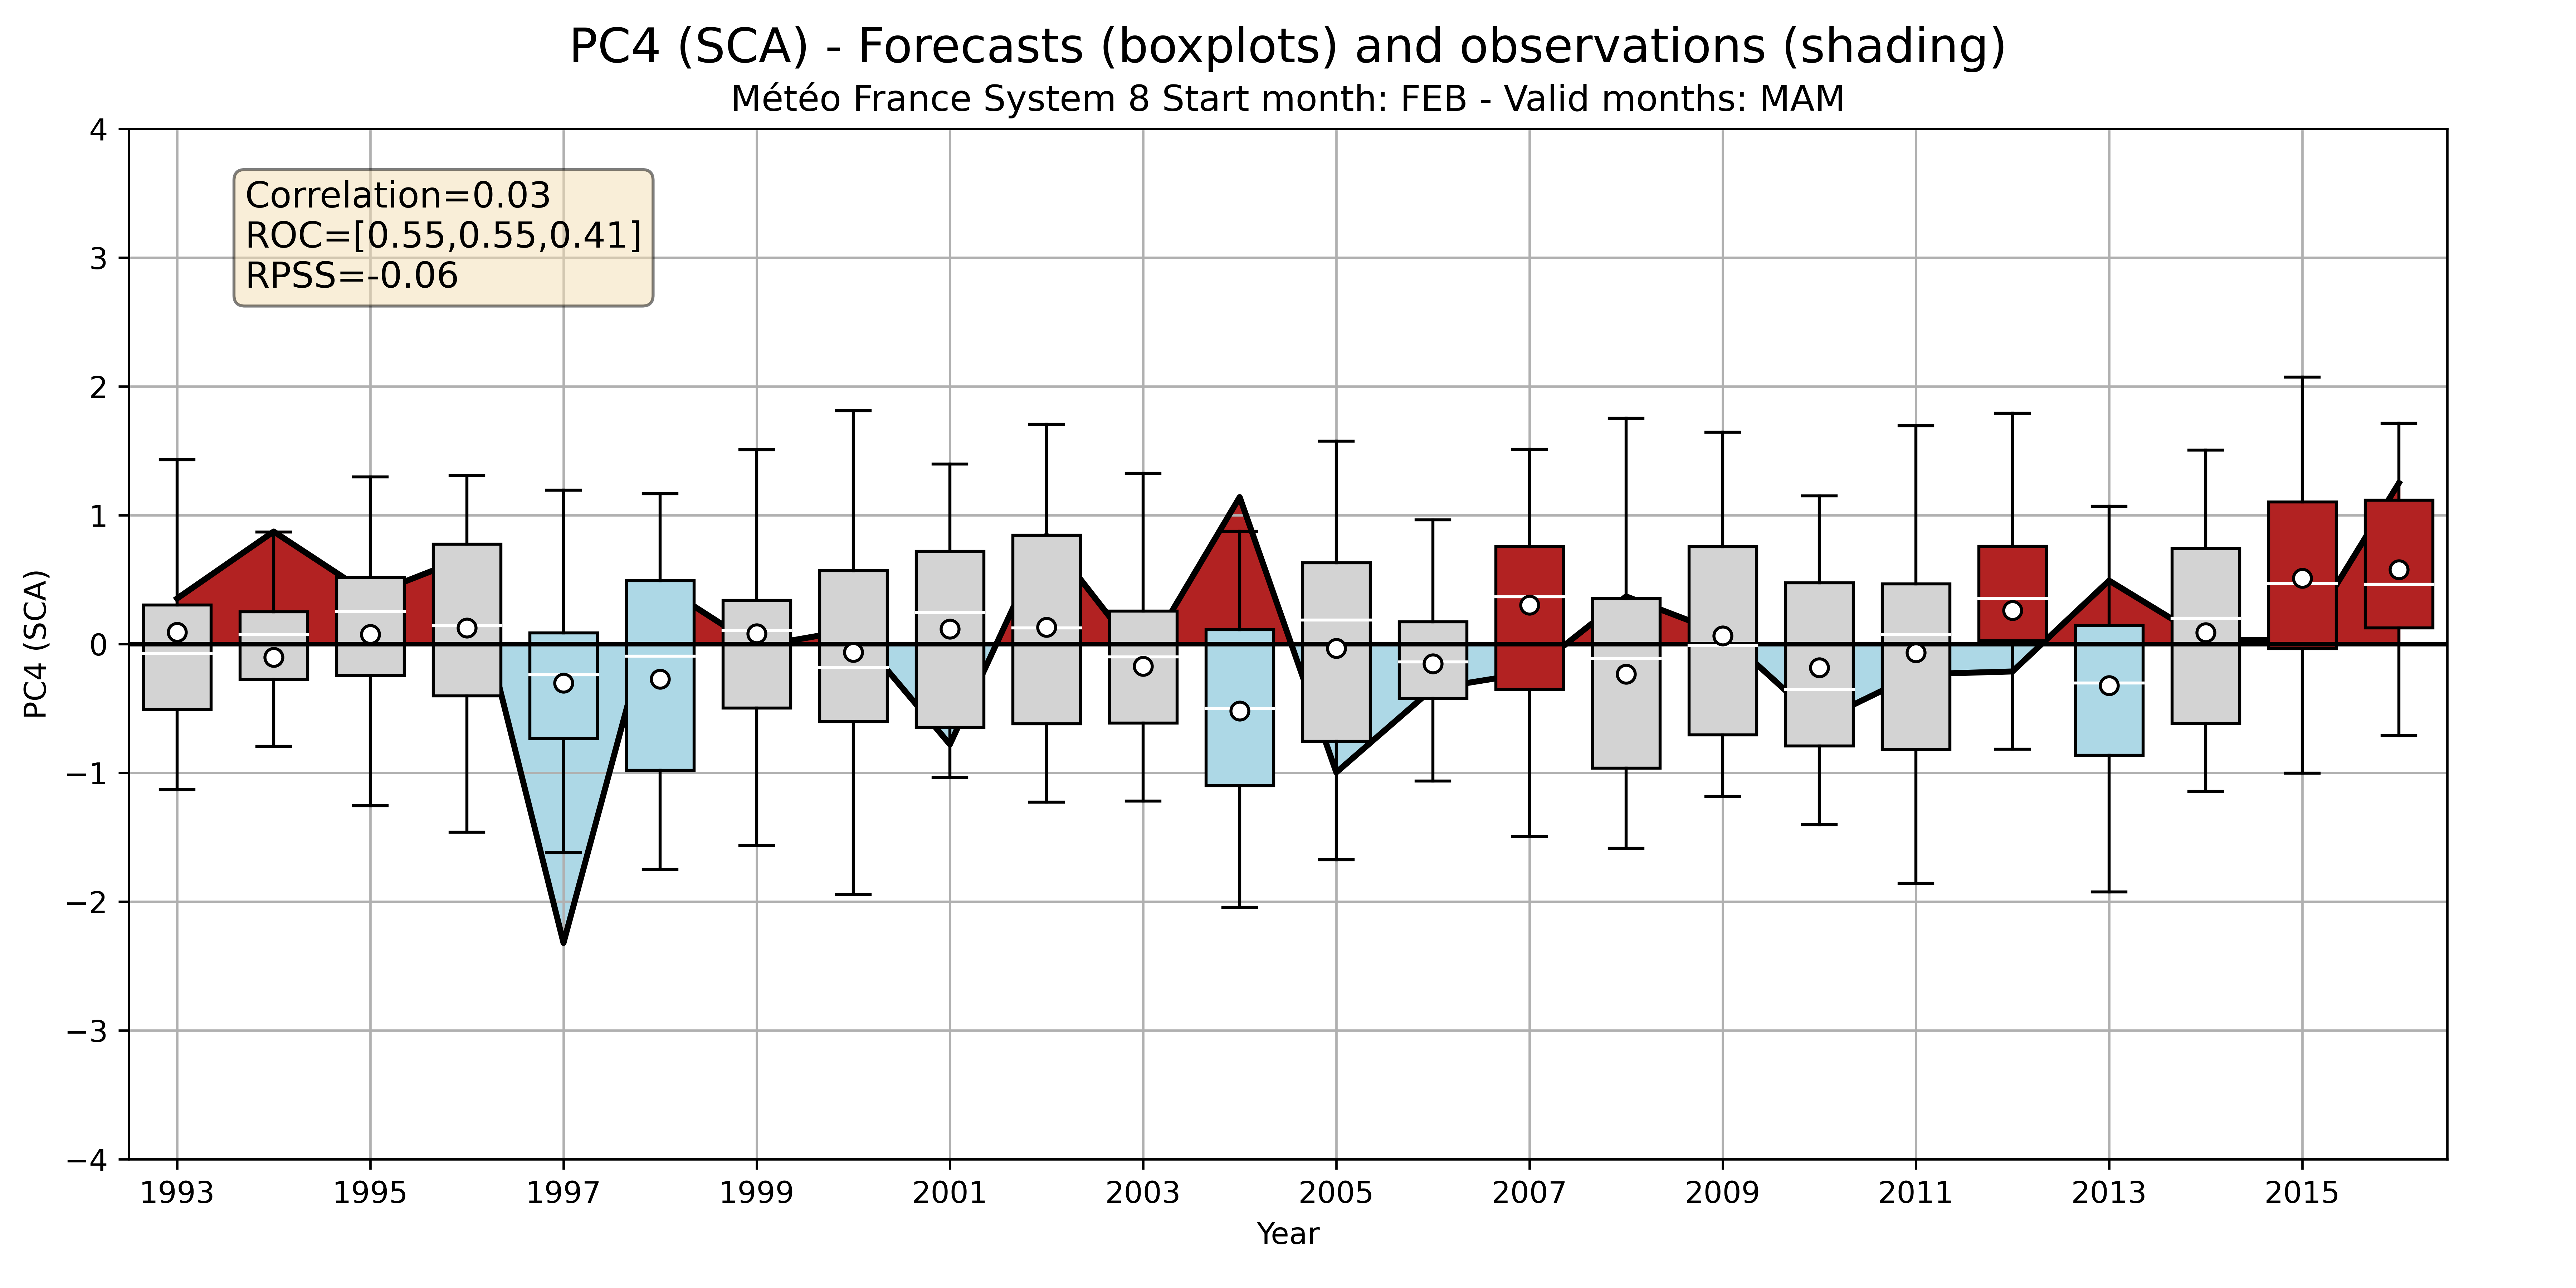 PC4 (SCA) - Forecasts (boxplots) and observations (shading)
Météo France System 8 Start month: FEB - Valid months: MAM
Correlation=0.03
ROC=[0.55,0.55,0.41]
RPSS=-0.06
PC4 (SCA)
4
3
2
1
0
−1
−2
−3
−4
1993 1995 1997 1999 2001 2003 2005 2007 2009 2011 2013 2015
Year